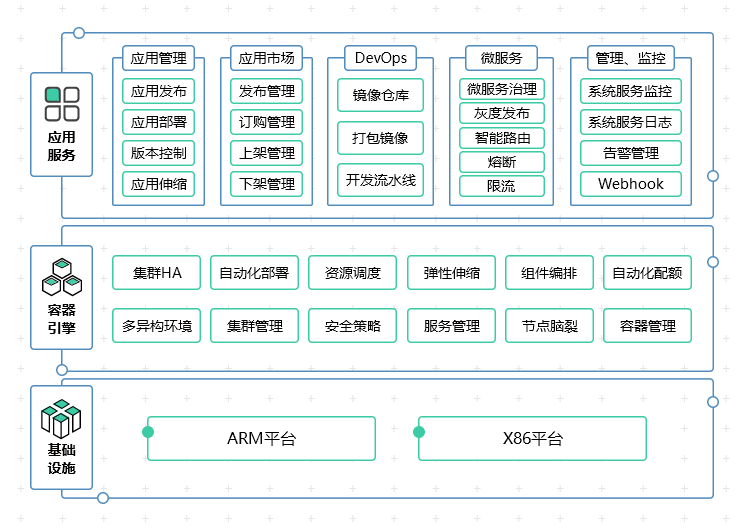 应用
服务
应用管理
应用发布
应用部署
版本控制
应用伸缩
应用市场
发布管理
订购管理
上架管理
下架管理
DevOps
镜像仓库
打包镜像
开发流水线
微服务
微服务治理
灰度发布
智能路由
熔断
限流
管理、监控
系统服务监控
系统服务日志
告警管理
Webhook
容器
引擎
集群HA
自动化部署
资源调度
弹性伸缩
组件编排
自动化配额
多异构环境
集群管理
安全策略
服务管理
节点脑裂
容器管理
基础
设施
ARM平台
X86平台